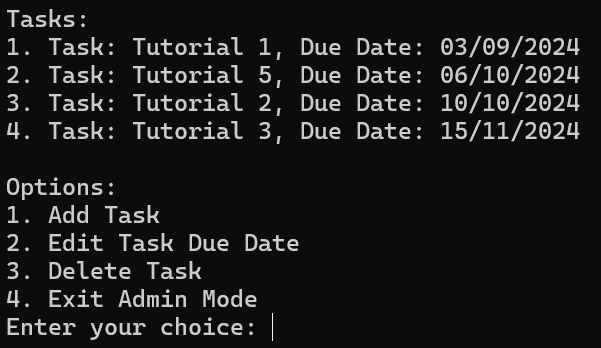 Tasks:
1. Task: Tutorial 1, Due Date: 03/09/2024
2. Task: Tutorial 5, Due Date: 06/10/2024
3. Task: Tutorial 2, Due Date: 10/10/2024
4. Task: Tutorial 3, Due Date: 15/11/2024
Options:
1. Add Task
2. Edit Task Due Date
3. Delete Task
4. Exit Admin Mode
Enter your choice: